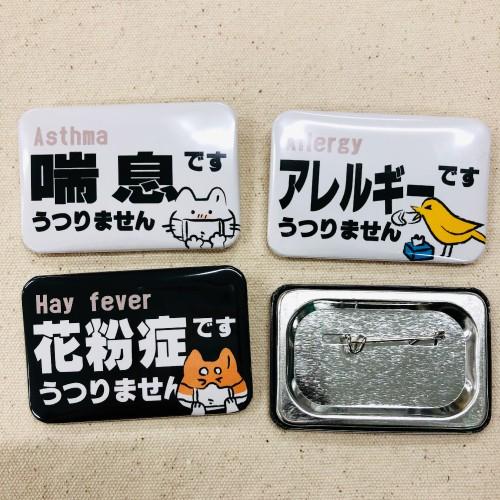 Asthma
喘息です
うつりません
Allergy
アレルギーです
うつりません
Hay fever
花粉症です
うつりません